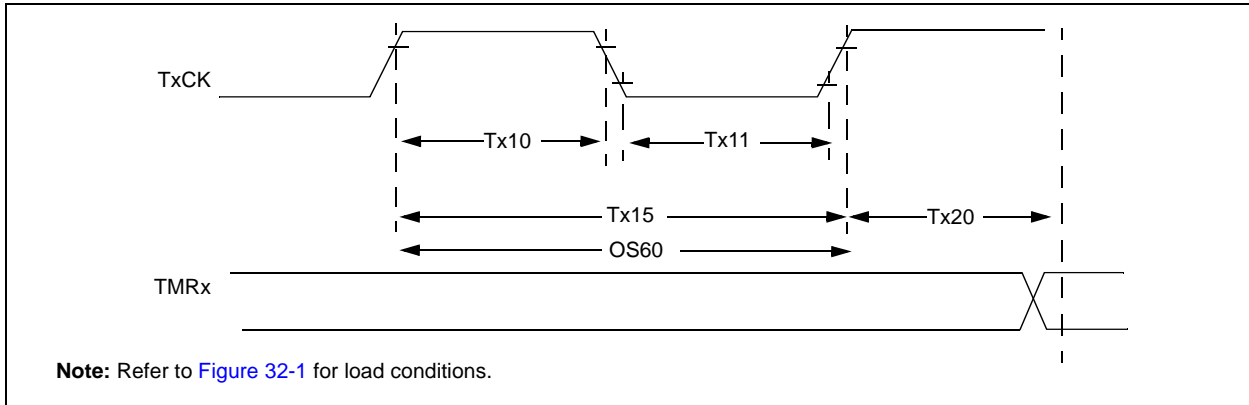 TxCK
Tx10
Tx11
Tx15
Tx20
OS60
TMRx
Note: Refer to Figure 32-1 for load conditions.